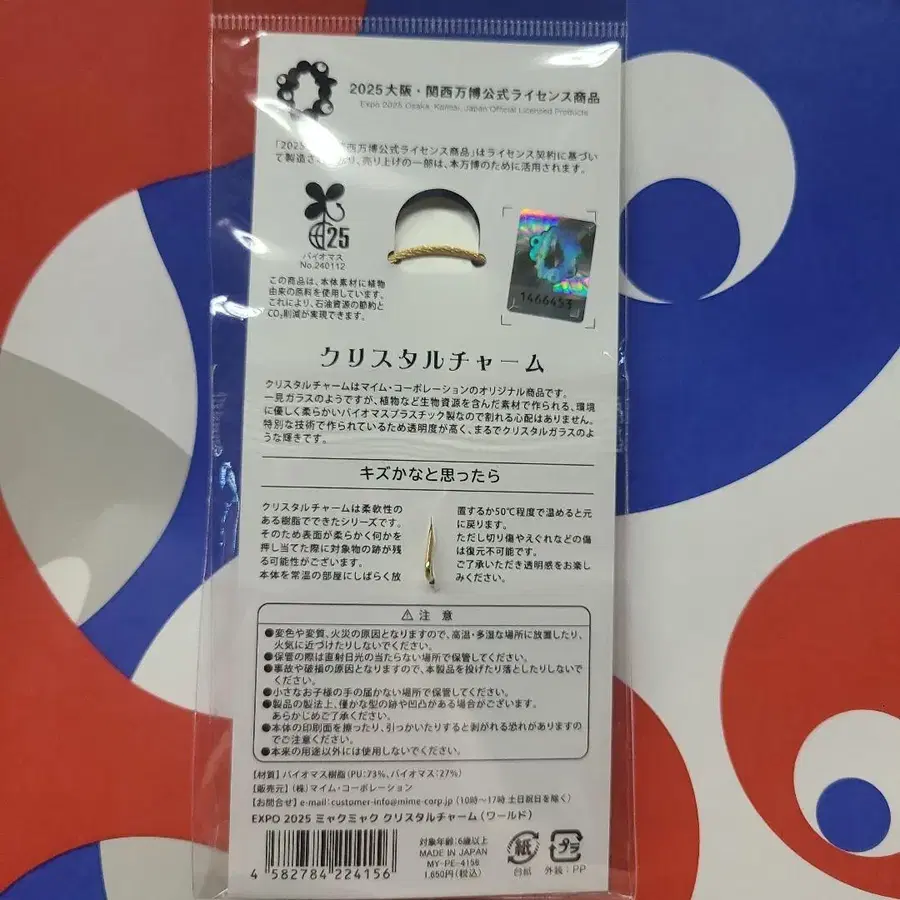 2025大阪・関西万博公式ライセンス商品
Expo 2025 Osaka, Kansai, Japan Official Licensed Products
「2025 西万博公式ライセンス商品」はライセンス契約に基づい
て製造さ り、売り上げの一部は、本万博のために活用されます。
25
バイオマス
No.240112
この商品は、本体素材に植物
由来の原料を使用しています。
これにより、石油資源の節約と
CO₂削減が実現できます。
1466453
クリスタルチャーム
クリスタルチャームはマイム・コーポレーションのオリジナル商品です。
一見ガラスのようですが、植物など生物資源を含んだ素材で作られる、環境
に優しく柔らかいバイオマスプラスチック製なので割れる心配はありません。
特別な技術で作られているため透明度が高く、まるでクリスタルガラスのよ
うな輝きです。
キズかなと思ったら
クリスタルチャームは柔軟性の
ある樹脂でできたシリーズです。
そのため表面が柔らかく何かを
押し当てた際に対象物の跡が残
る可能性がございます。
本体を常温の部屋にしばらく放
置するか50℃程度で温めると元
に戻ります。
ただし切り傷やえぐれなどの傷
は復元不可能です。
ご了承いただき透明感をお楽し
みください。
⚠注 意
●変色や変質、火災の原因となりますので、高温・多湿な場所に放置したり、
火気に近づけたりしないでください。
●保管の際は直射日光の当たらない場所で保管してください。
●事故や破損の原因となりますので、本製品を投げたり落としたりしないで
ください。
●小さなお子様の手の届かない場所で保管してください。
●製品の製法上、僅かな型の跡や凹凸がある場合がございます。
あらかじめご了承ください。
●本体の印刷面を擦ったり、引っかいたりすると剥がれる恐れがありますの
でご注意ください。
●本来の用途以外には使用しないでください。
【材質】バイオマス樹脂(PU:73%、バイオマス:27%)
【販売元】(株)マイム・コーポレーション
【お問合せ】e-mail:customer-info@mime-corp.jp(10時〜17時 土日祝日を除く)
EXPO 2025 ミャクミャク クリスタルチャーム(ワールド)
4 582784 224156
対象年齢:6歳以上
MADE IN JAPAN
MY-PE-4156
1,650円(税込)
紙
台紙
プラ
外装:PP